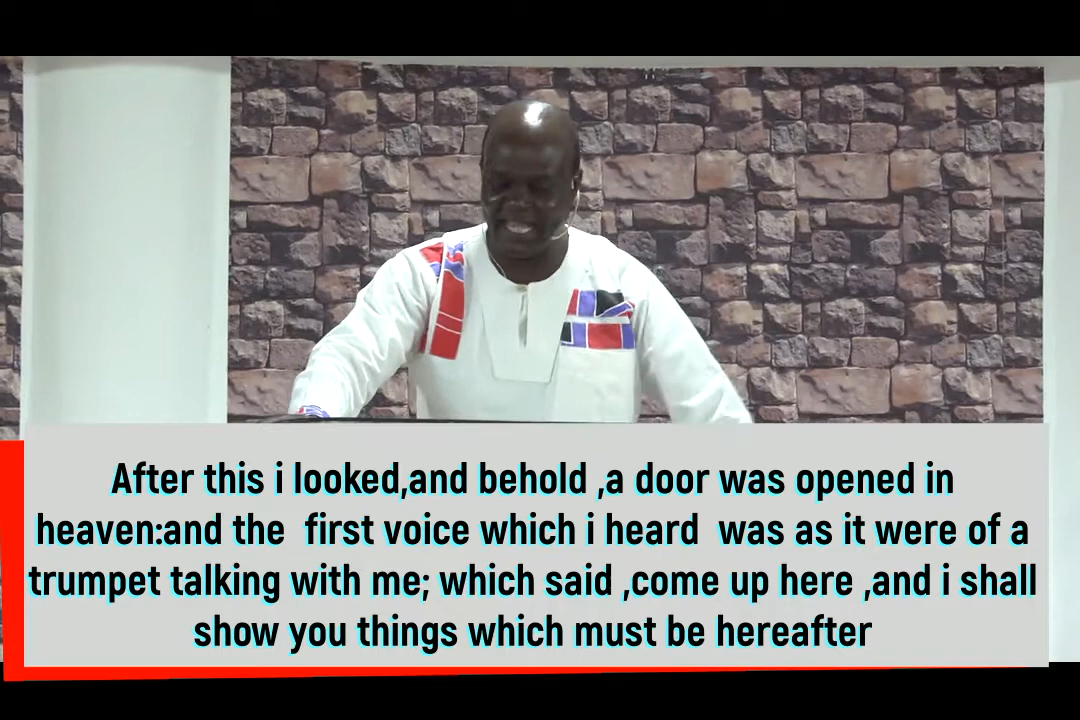 After this i looked,and behold ,a door was opened in
heaven:and the first voice which i heard was as it were of a
trumpet talking with me; which said ,come up here ,and i shall
show you things which must be hereafter